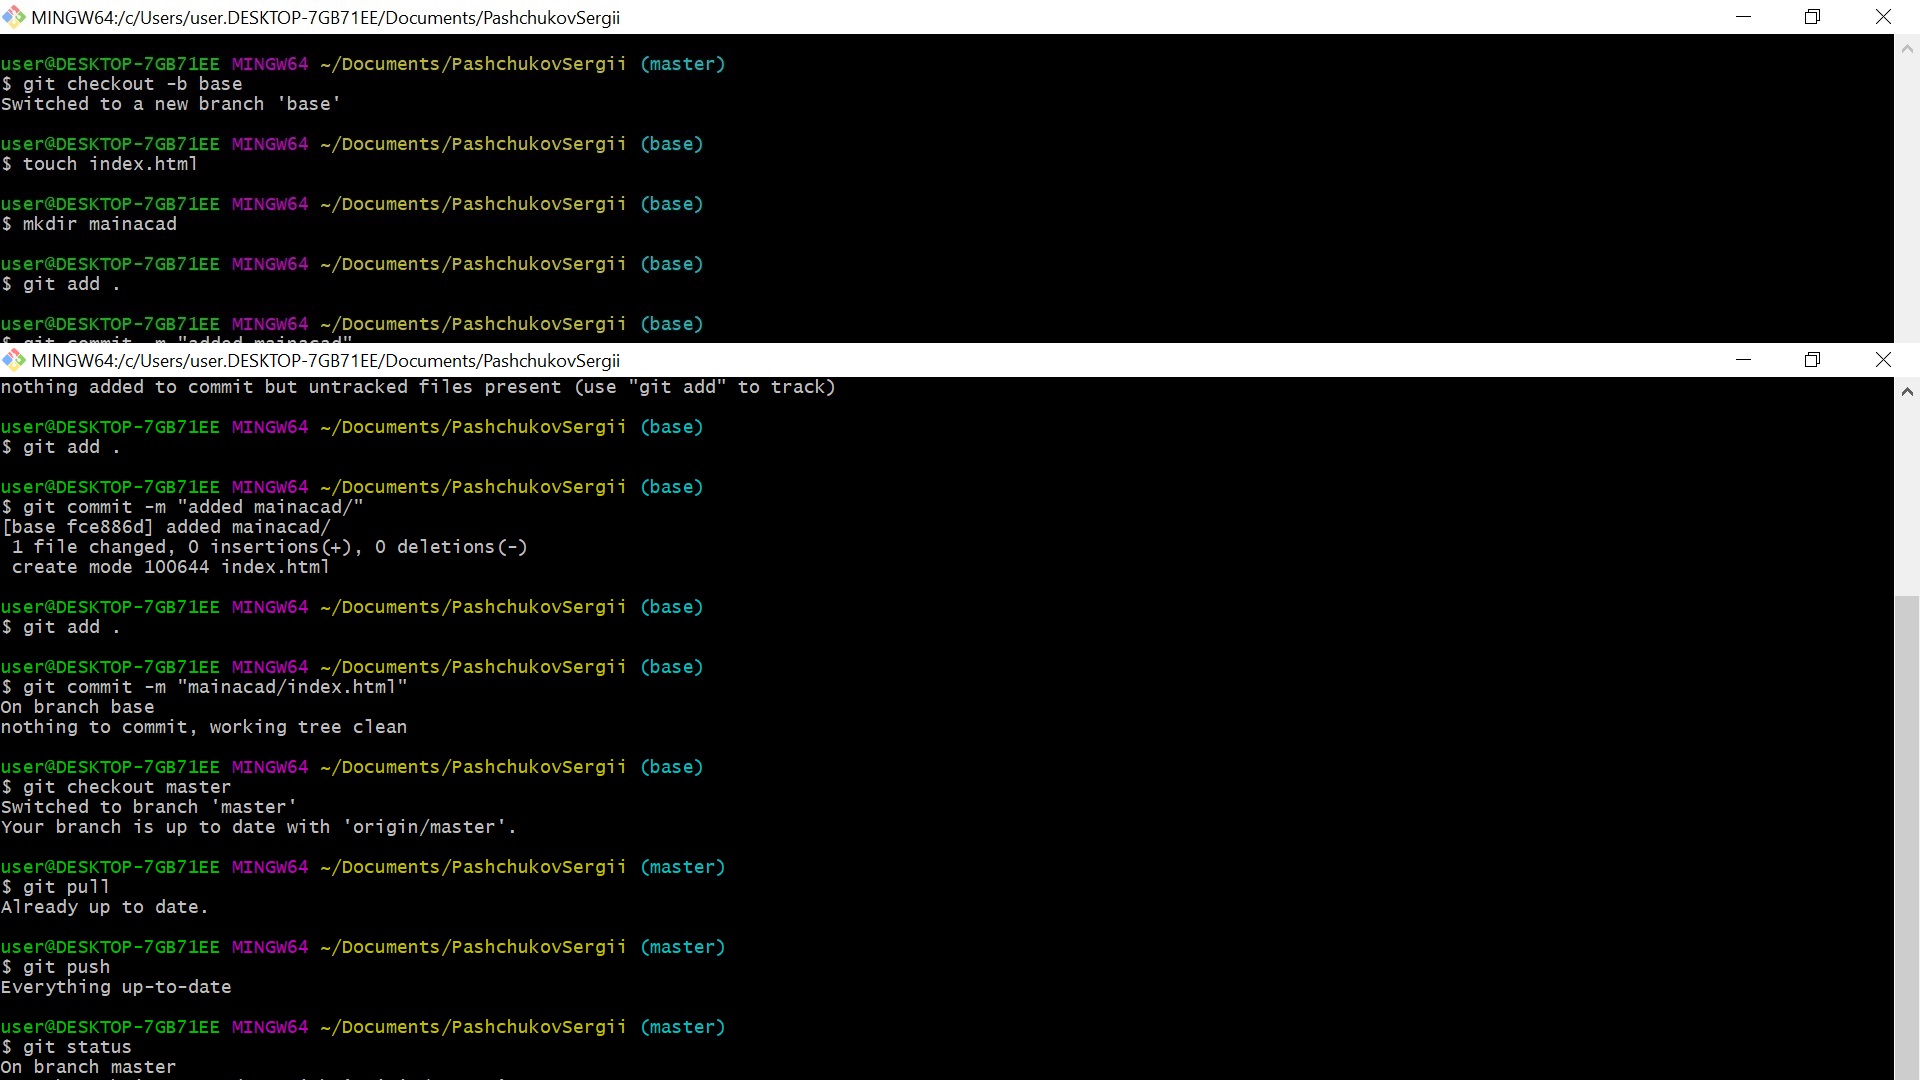 MINGW64:/c/Users/user.DESKTOP-7GB71EE/Documents/PashchukovSergii
user@DESKTOP-7GB71EE MINGW64 ~/Documents/PashchukovSergii (master)
$ git checkout -b base
Switched to a new branch 'base'
user@DESKTOP-7GB71EE MINGW64 ~/Documents/PashchukovSergii (base)
$ touch index.html
user@DESKTOP-7GB71EE MINGW64 ~/Documents/PashchukovSergii (base)
$ mkdir mainacad
user@DESKTOP-7GB71EE MINGW64 ~/Documents/PashchukovSergii (base)
$ git add .
user@DESKTOP-7GB71EE MINGW64 ~/Documents/PashchukovSergii (base)
$ git commit -m "added mainacad"
MINGW64:/c/Users/user.DESKTOP-7GB71EE/Documents/PashchukovSergii
nothing added to commit but untracked files present (use "git add" to track)
user@DESKTOP-7GB71EE MINGW64 ~/Documents/PashchukovSergii (base)
$ git add .
user@DESKTOP-7GB71EE MINGW64 ~/Documents/PashchukovSergii (base)
$ git commit -m "added mainacad/"
[base fce886d] added mainacad/
1 file changed, 0 insertions(+), 0 deletions(-)
create mode 100644 index.html
user@DESKTOP-7GB71EE MINGW64 ~/Documents/PashchukovSergii (base)
$ git add .
user@DESKTOP-7GB71EE MINGW64 ~/Documents/PashchukovSergii (base)
$ git commit -m "mainacad/index.html"
On branch base
nothing to commit, working tree clean
user@DESKTOP-7GB71EE MINGW64 ~/Documents/PashchukovSergii (base)
$ git checkout master
Switched to branch 'master'
Your branch is up to date with 'origin/master'.
user@DESKTOP-7GB71EE MINGW64 ~/Documents/PashchukovSergii (master)
$ git pull
Already up to date.
user@DESKTOP-7GB71EE MINGW64 ~/Documents/PashchukovSergii (master)
$ git push
Everything up-to-date
user@DESKTOP-7GB71EE MINGW64 ~/Documents/PashchukovSergii (master)
$ git status
On branch master